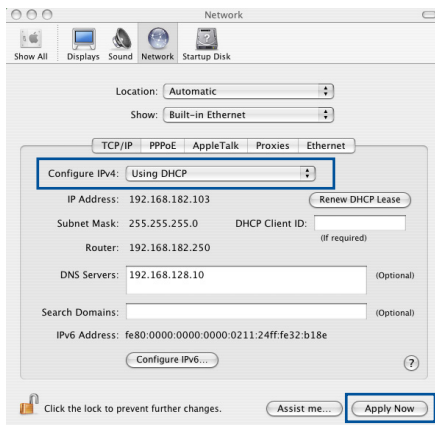 Network
Show All Displays Sound Network Startup Disk
Location: Automatic
Show: Built-in Ethernet
TCP/IP PPPoE AppleTalk Proxies Ethernet
Configure IPv4: Using DHCP
IP Address: 192.168.182.103 Renew DHCP Lease
Subnet Mask: 255.255.255.0 DHCP Client ID:
(If required)
Router: 192.168.182.250
DNS Servers: 192.168.128.10 (Optional)
Search Domains: (Optional)
IPv6 Address: fe80:0000:0000:0000:0211:24ff:fe32:b18e
Configure IPv6... ?
Click the lock to prevent further changes. Assist me... Apply Now